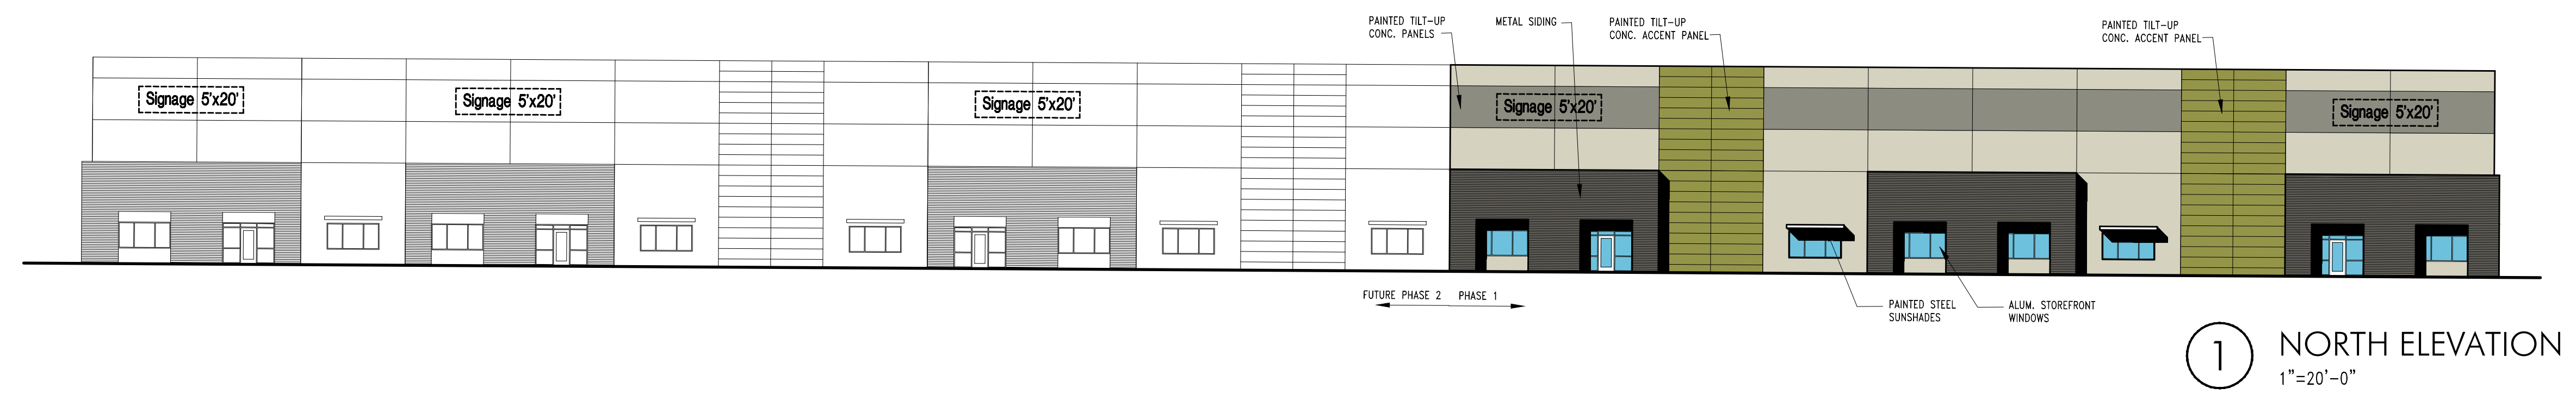 PAINTED TILT-UP
CONC. PANELS
METAL SIDING
PAINTED TILT-UP
CONC. ACCENT PANEL
PAINTED TILT-UP
CONC. ACCENT PANEL
Signage 5'x20'
Signage 5'x20'
Signage 5'x20'
Signage 5'x20'
Signage 5'x20'
FUTURE PHASE 2 PHASE 1
PAINTED STEEL
SUNSHADES
ALUM. STOREFRONT
WINDOWS
1
NORTH ELEVATION
1"=20'-0"